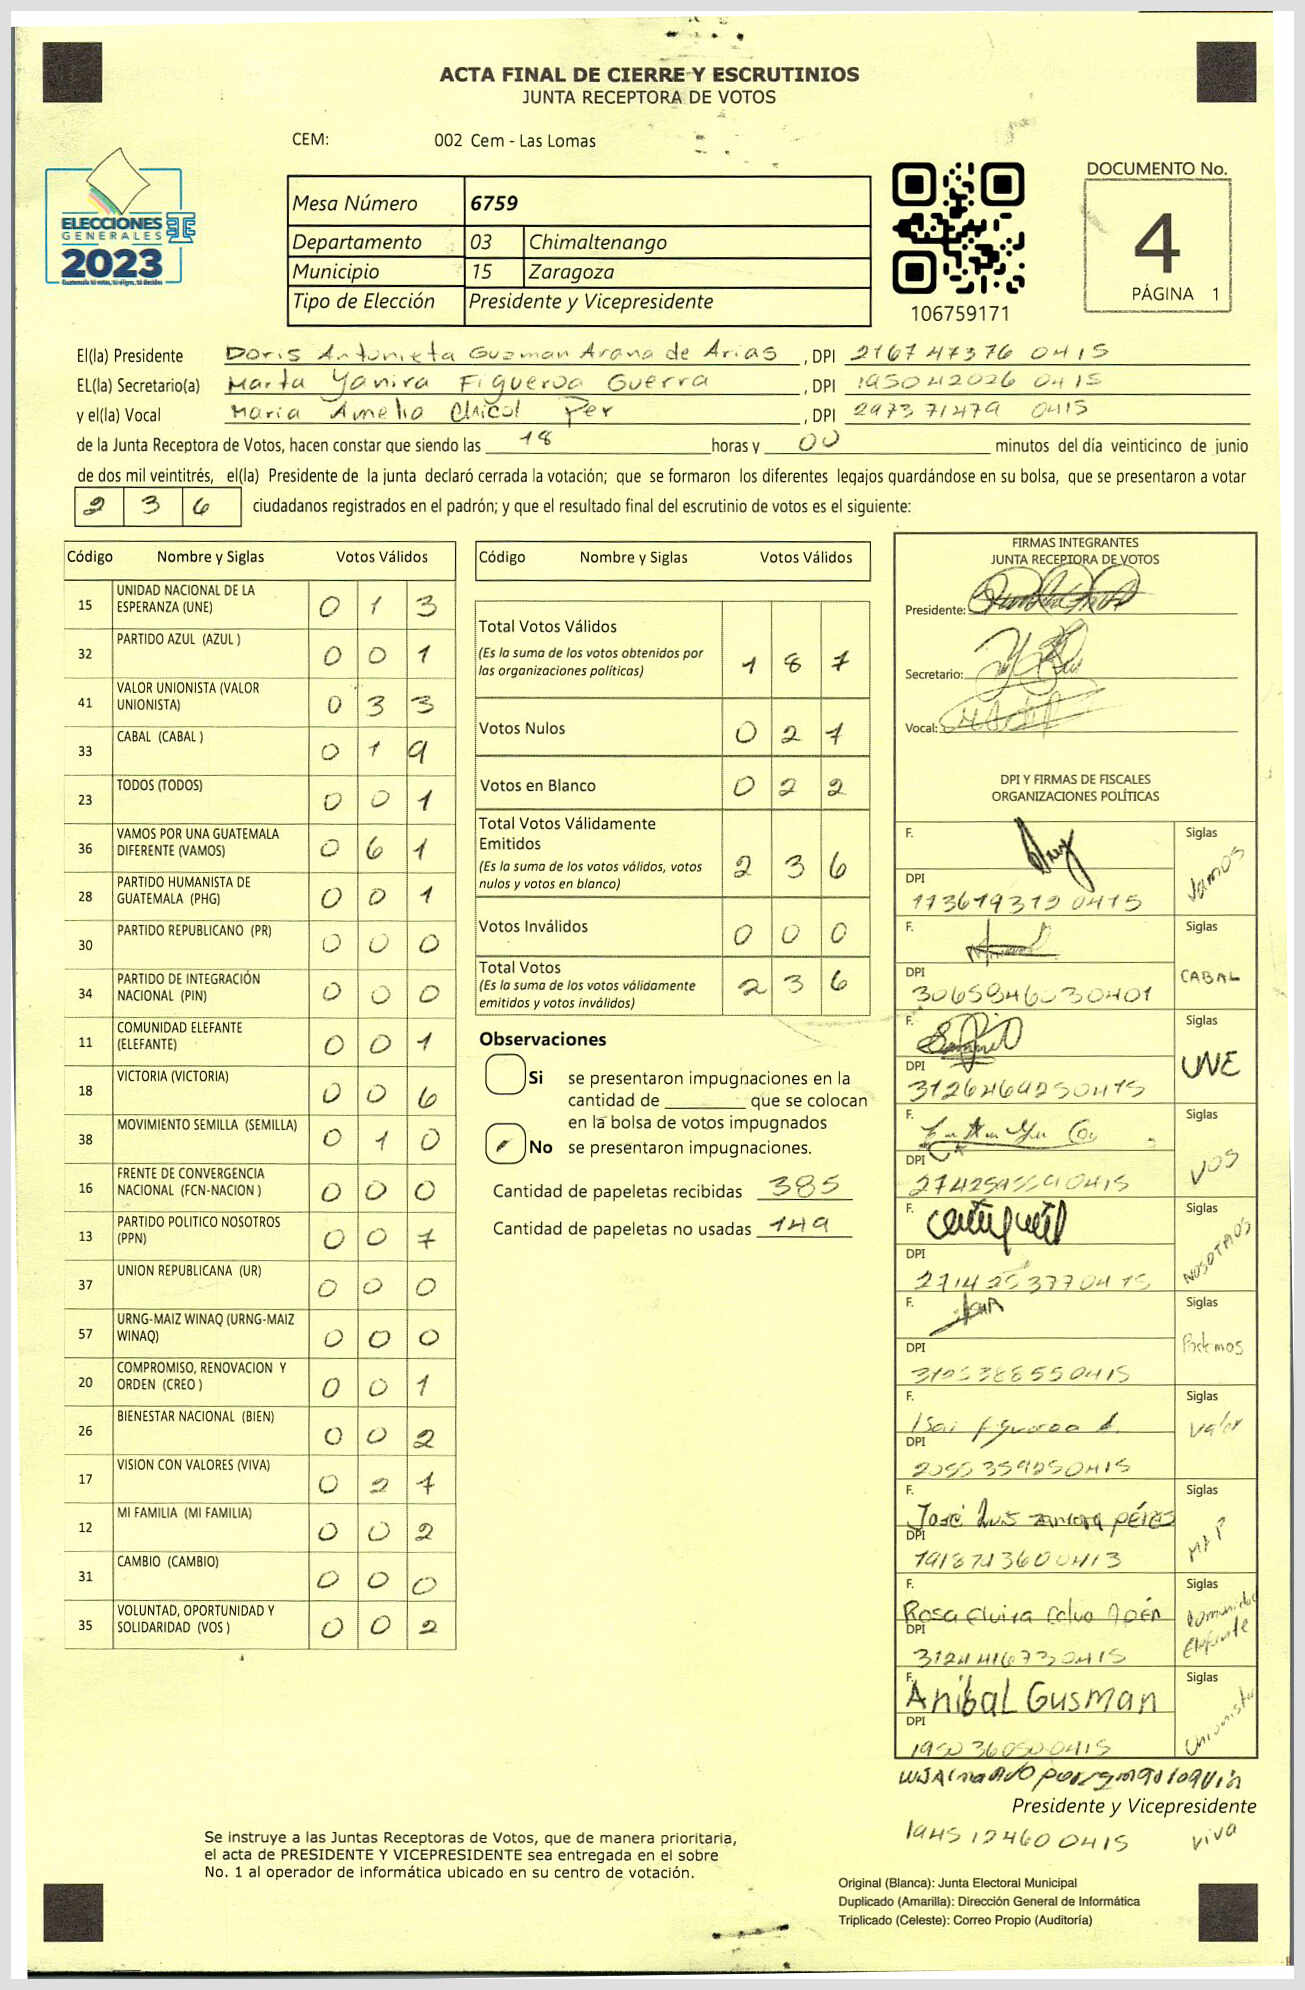 ACTA FINAL DE CIERRE Y ESCRUTINIOS
JUNTA RECEPTORA DE VOTOS
CEM: 002 Cem - Las Lomas
ELECCIONES
GENERALES
2023
Mesa Número 6759
Departamento 03 Chimaltenango
Municipio 15 Zaragoza
Tipo de Elección Presidente y Vicepresidente
106759171
DOCUMENTO No.
4
PÁGINA 1
El(la) Presidente Doris Antonieta Guzman Arana de Arias , DPI 2167 47376 0415
EL(la) Secretario(a) Marta Yanira Figueroa Guerra , DPI 1950 42026 0415
y el(la) Vocal Maria Amelia Chicol Per , DPI 2973 71479 0415
de la Junta Receptora de Votos, hacen constar que siendo las 18 horas y 00 minutos del día veinticinco de junio
de dos mil veintitrés, el(la) Presidente de la junta declaró cerrada la votación; que se formaron los diferentes legajos guardándose en su bolsa, que se presentaron a votar
2 3 6 ciudadanos registrados en el padrón; y que el resultado final del escrutinio de votos es el siguiente:
Código Nombre y Siglas Votos Válidos
15 UNIDAD NACIONAL DE LA
ESPERANZA (UNE) 0 1 3
32 PARTIDO AZUL (AZUL ) 0 0 1
41 VALOR UNIONISTA (VALOR
UNIONISTA) 0 3 3
33 CABAL (CABAL ) 0 1 9
23 TODOS (TODOS) 0 0 1
36 VAMOS POR UNA GUATEMALA
DIFERENTE (VAMOS) 0 6 1
28 PARTIDO HUMANISTA DE
GUATEMALA (PHG) 0 0 1
30 PARTIDO REPUBLICANO (PR) 0 0 0
34 PARTIDO DE INTEGRACIÓN
NACIONAL (PIN) 0 0 0
11 COMUNIDAD ELEFANTE
(ELEFANTE) 0 0 1
18 VICTORIA (VICTORIA) 0 0 6
38 MOVIMIENTO SEMILLA (SEMILLA) 0 1 0
16 FRENTE DE CONVERGENCIA
NACIONAL (FCN-NACION ) 0 0 0
13 PARTIDO POLITICO NOSOTROS
(PPN) 0 0 7
37 UNION REPUBLICANA (UR) 0 0 0
57 URNG-MAIZ WINAQ (URNG-MAIZ
WINAQ) 0 0 0
20 COMPROMISO, RENOVACION Y
ORDEN (CREO ) 0 0 1
26 BIENESTAR NACIONAL (BIEN) 0 0 2
17 VISION CON VALORES (VIVA) 0 2 7
12 MI FAMILIA (MI FAMILIA) 0 0 2
31 CAMBIO (CAMBIO) 0 0 0
35 VOLUNTAD, OPORTUNIDAD Y
SOLIDARIDAD (VOS ) 0 0 2
Código Nombre y Siglas Votos Válidos
Total Votos Válidos
(Es la suma de los votos obtenidos por
las organizaciones políticas) 1 8 7
Votos Nulos 0 2 7
Votos en Blanco 0 2 2
Total Votos Válidamente
Emitidos
(Es la suma de los votos válidos, votos
nulos y votos en blanco) 2 3 6
Votos Inválidos 0 0 0
Total Votos
(Es la suma de los votos válidamente
emitidos y votos inválidos) 2 3 6
Observaciones
Si se presentaron impugnaciones en la
cantidad de ________ que se colocan
en la bolsa de votos impugnados
No se presentaron impugnaciones.
Cantidad de papeletas recibidas 385
Cantidad de papeletas no usadas 149
FIRMAS INTEGRANTES
JUNTA RECEPTORA DE VOTOS
Presidente:
Secretario:
Vocal:
DPI Y FIRMAS DE FISCALES
ORGANIZACIONES POLÍTICAS
F. Siglas
DPI Vamos
F. Siglas
DPI CABAL
3065946030401
F. Siglas
DPI UNE
3126469250415
F. Siglas
DPI VOS
F. Siglas
DPI NOSOTROS
F. Siglas
DPI Podemos
F. Siglas
DPI Valor
F. Siglas
José Luis Pérez
DPI
F. Siglas
Rosa Elvira Calvo
DPI Comunidad
Elefante
3124416730415
F. Siglas
Anibal Gusman
DPI Unionista
Presidente y Vicepresidente
1945 12460 0415 viva
Se instruye a las Juntas Receptoras de Votos, que de manera prioritaria,
el acta de PRESIDENTE Y VICEPRESIDENTE sea entregada en el sobre
No. 1 al operador de informática ubicado en su centro de votación.
Original (Blanca): Junta Electoral Municipal
Duplicado (Amarilla): Dirección General de Informática
Triplicado (Celeste): Correo Propio (Auditoría)